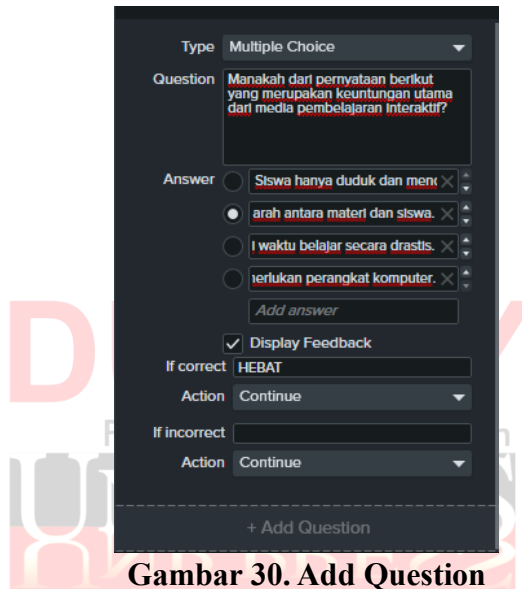 Type Multiple Choice
Question Manakah dari pernyataan berikut
yang merupakan keuntungan utama
dari media pembelajaran interaktif?
Answer Siswa hanya duduk dan men
arah antara materi dan siswa.
i waktu belajar secara drastis.
erlukan perangkat komputer.
Add answer
Display Feedback
If correct HEBAT
Action Continue
If incorrect
Action Continue
+ Add Question
Gambar 30. Add Question